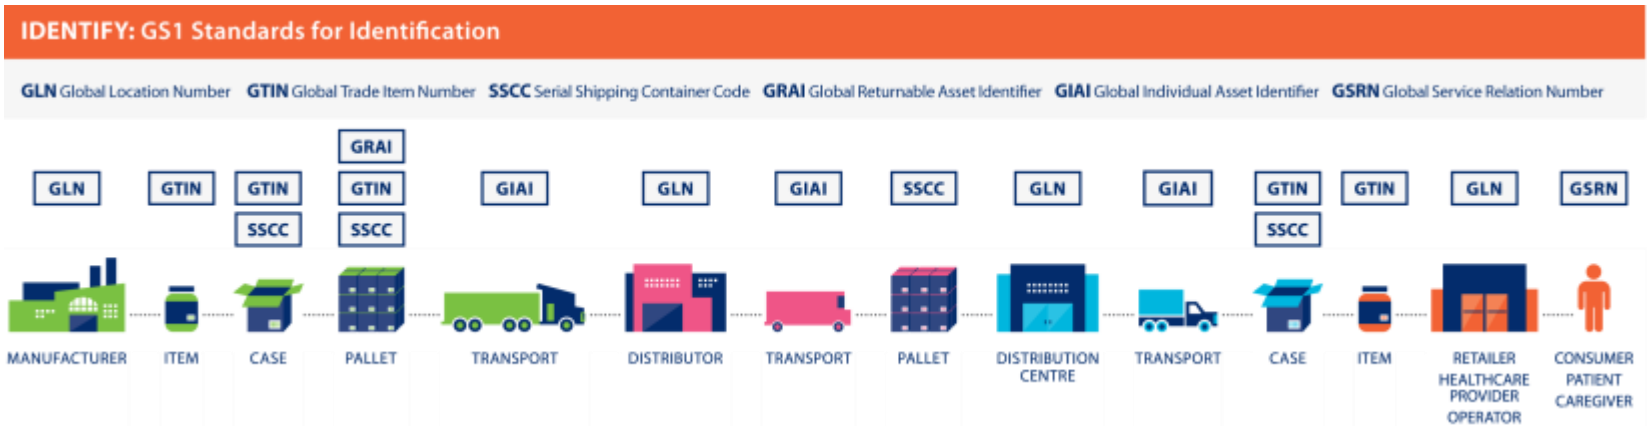 IDENTIFY: GS1 Standards for Identification
GLN Global Location Number GTIN Global Trade Item Number SSCC Serial Shipping Container Code GRAI Global Returnable Asset Identifier GIAI Global Individual Asset Identifier GSRN Global Service Relation Number
GRAI
GLN GTIN GTIN GTIN GIAI GLN GIAI SSCC GLN GIAI GTIN GTIN GLN GSRN
SSCC SSCC SSCC
MANUFACTURER ITEM CASE PALLET TRANSPORT DISTRIBUTOR TRANSPORT PALLET DISTRIBUTION TRANSPORT CASE ITEM RETAILER CONSUMER
CENTRE HEALTHCARE PATIENT
PROVIDER CAREGIVER
OPERATOR